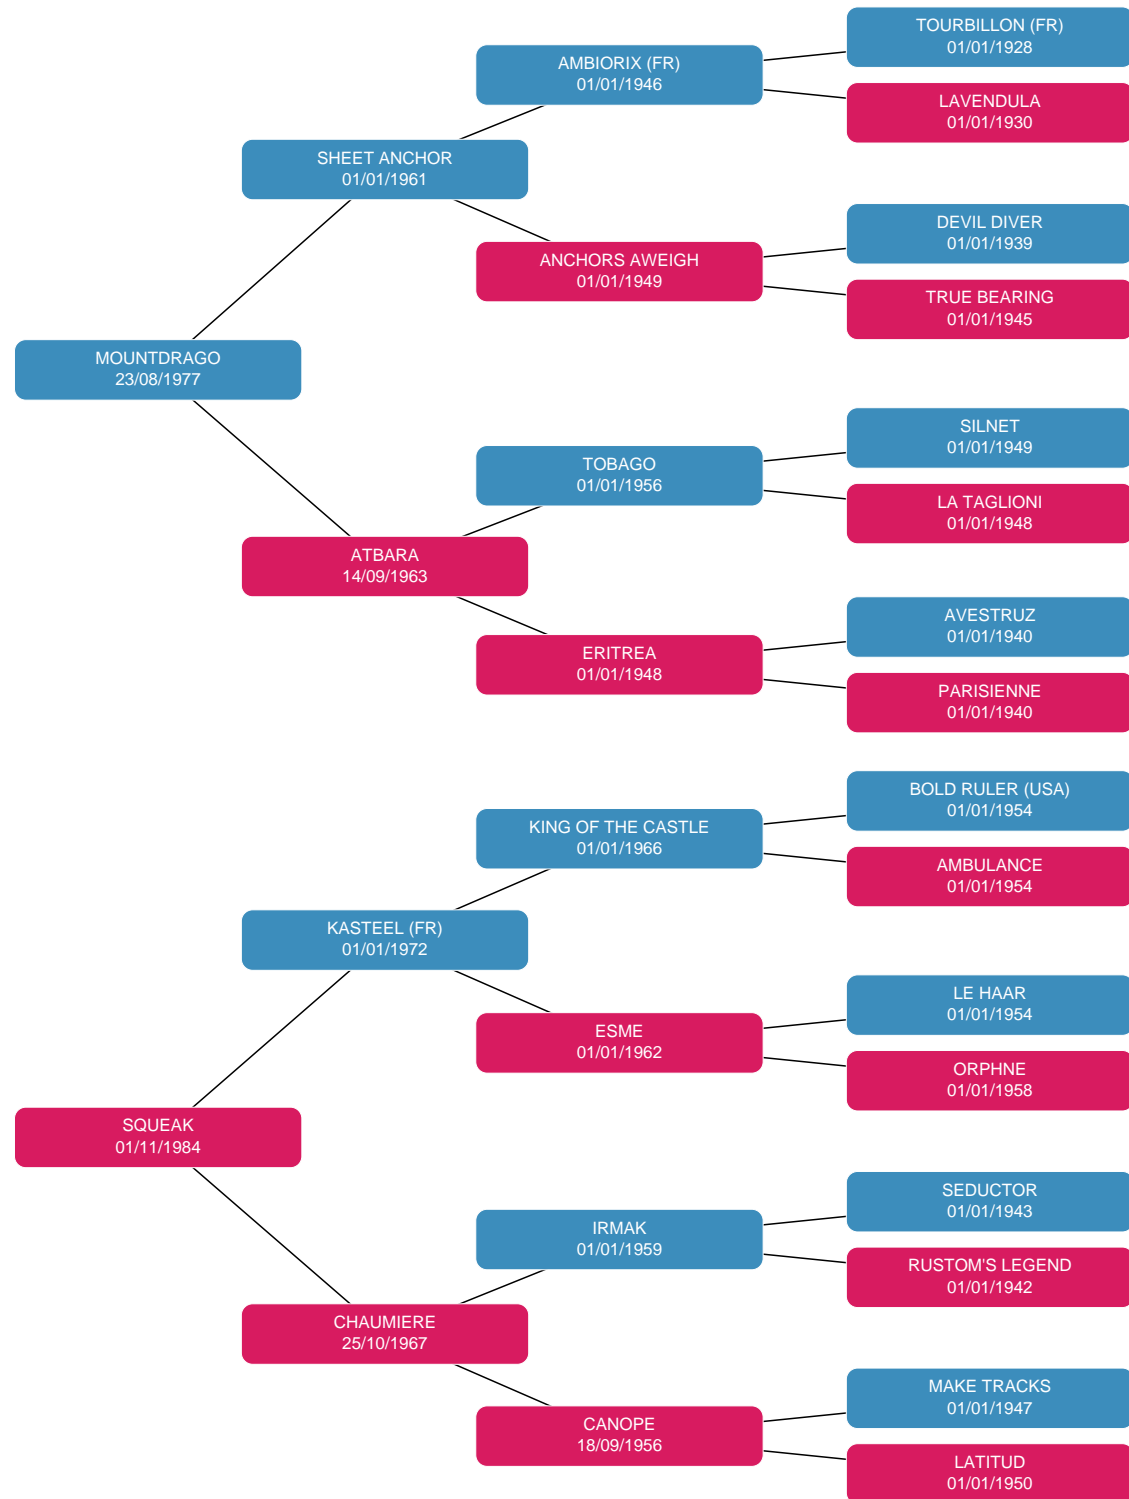 TOURBILLON (FR)
01/01/1928
AMBIORIX (FR)
01/01/1946
LAVENDULA
01/01/1930
SHEET ANCHOR
01/01/1961
DEVIL DIVER
01/01/1939
ANCHORS AWEIGH
01/01/1949
TRUE BEARING
01/01/1945
MOUNTDRAGO
23/08/1977
SILNET
01/01/1949
TOBAGO
01/01/1956
LA TAGLIONI
01/01/1948
ATBARA
14/09/1963
AVESTRUZ
01/01/1940
ERITREA
01/01/1948
PARISIENNE
01/01/1940
BOLD RULER (USA)
01/01/1954
KING OF THE CASTLE
01/01/1966
AMBULANCE
01/01/1954
KASTEEL (FR)
01/01/1972
LE HAAR
01/01/1954
ESME
01/01/1962
ORPHNE
01/01/1958
SQUEAK
01/11/1984
SEDUCTOR
01/01/1943
IRMAK
01/01/1959
RUSTOM'S LEGEND
01/01/1942
CHAUMIERE
25/10/1967
MAKE TRACKS
01/01/1947
CANOPE
18/09/1956
LATITUD
01/01/1950